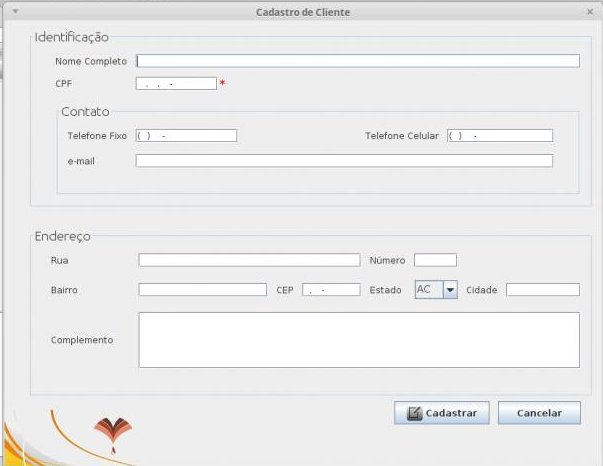 Cadastro de Cliente
Identificação
Nome Completo
CPF . . - *
Contato
Telefone Fixo ( ) - Telefone Celular ( ) -
e-mail
Endereço
Rua Número
Bairro CEP . - Estado AC Cidade
Complemento
Cadastrar Cancelar